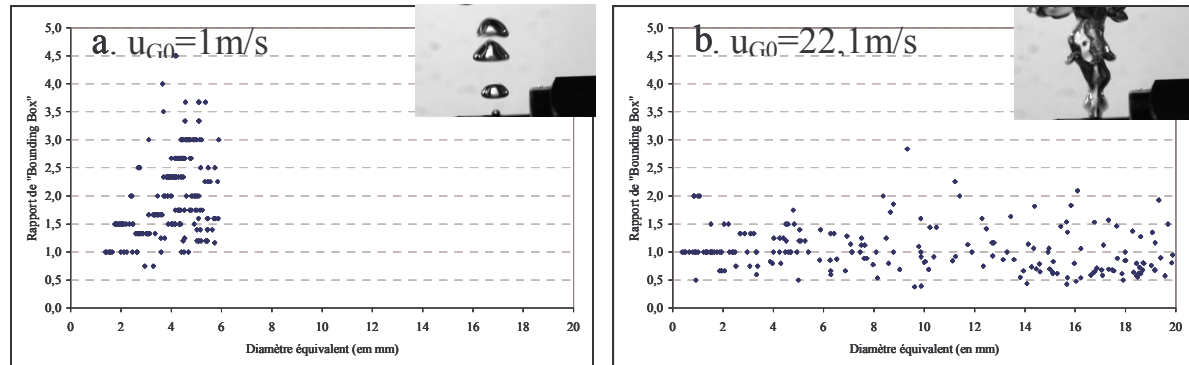 a. uG0=1m/s
Rapport de "Bounding Box"
5,0
4,5
4,0
3,5
3,0
2,5
2,0
1,5
1,0
0,5
0,0
0 2 4 6 8 10 12 14 16 18 20
Diamètre équivalent (em mm)
b. uG0=22,1m/s
Rapport de "Bounding Box"
5,0
4,5
4,0
3,5
3,0
2,5
2,0
1,5
1,0
0,5
0,0
0 2 4 6 8 10 12 14 16 18 20
Diamètre équivalent (en mm)